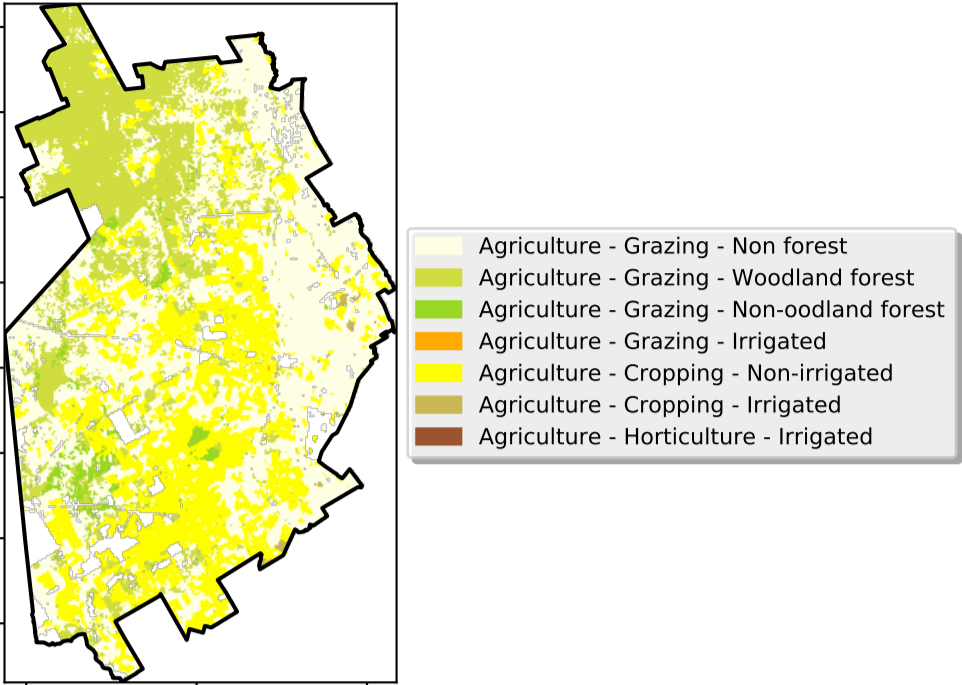 Agriculture - Grazing - Non forest
Agriculture - Grazing - Woodland forest
Agriculture - Grazing - Non-oodland forest
Agriculture - Grazing - Irrigated
Agriculture - Cropping - Non-irrigated
Agriculture - Cropping - Irrigated
Agriculture - Horticulture - Irrigated